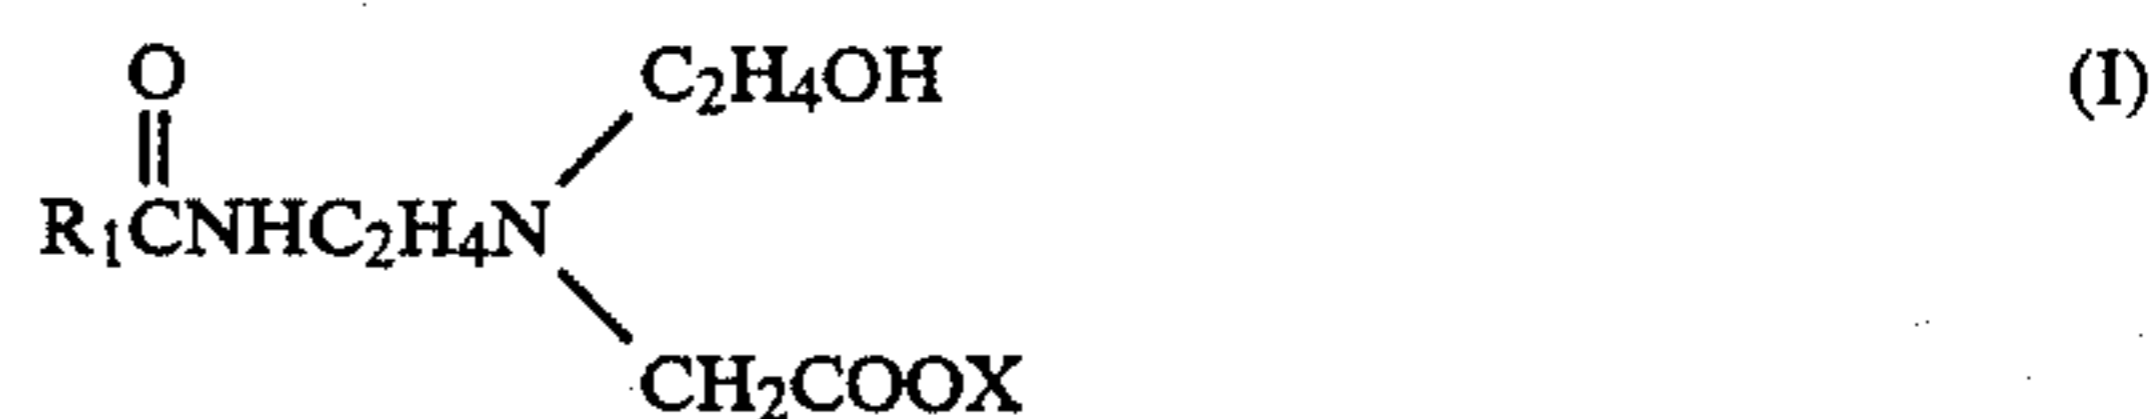 O C₂H₄OH (I)
R₁CNHC₂H₄N
CH₂COOX